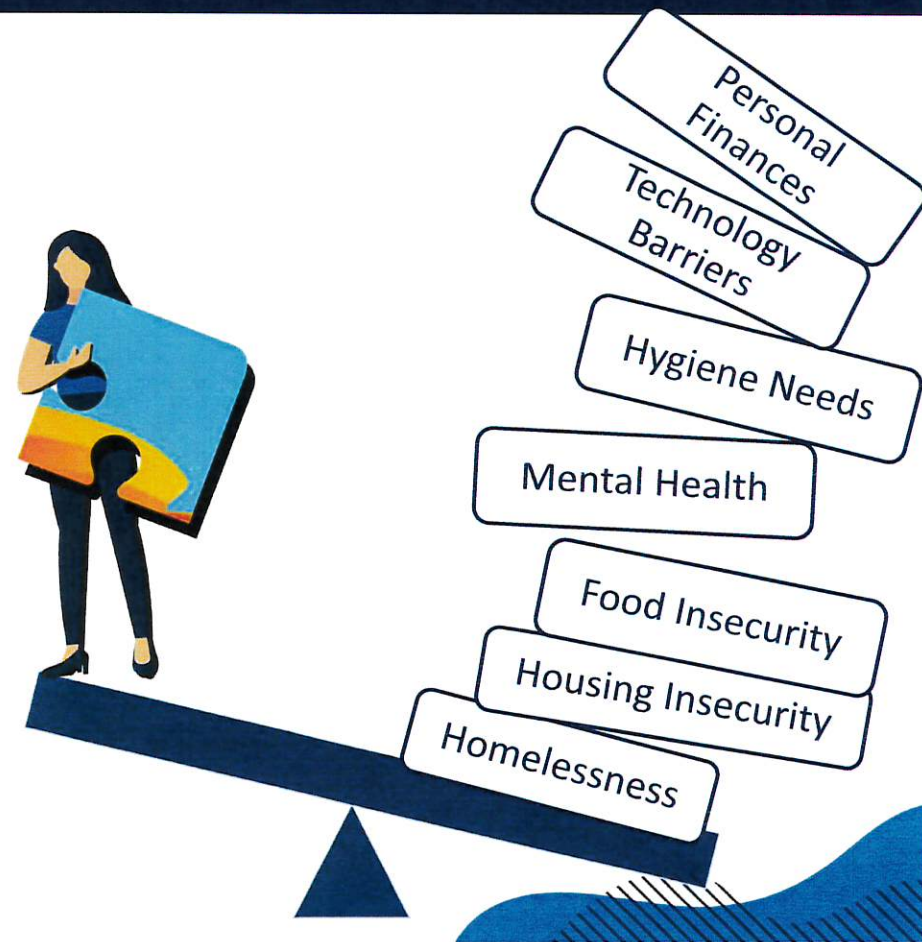 Personal
Finances
Technology
Barriers
Hygiene Needs
Mental Health
Food Insecurity
Housing Insecurity
Homelessness